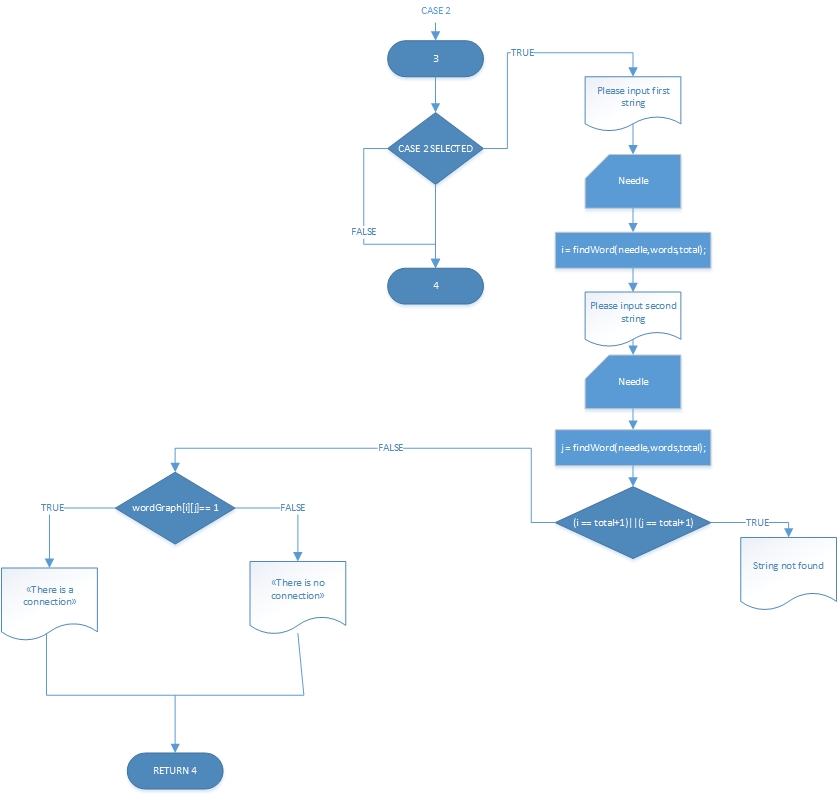 CASE 2
3
TRUE
Please input first
string
CASE 2 SELECTED
Needle
FALSE
i = findWord(needle,words,total);
4
Please input second
string
Needle
FALSE
j = findWord(needle,words,total);
TRUE
wordGraph[i][j]== 1
FALSE
(i == total+1)||(j == total+1)
TRUE
String not found
«There is a
connection»
«There is no
connection»
RETURN 4